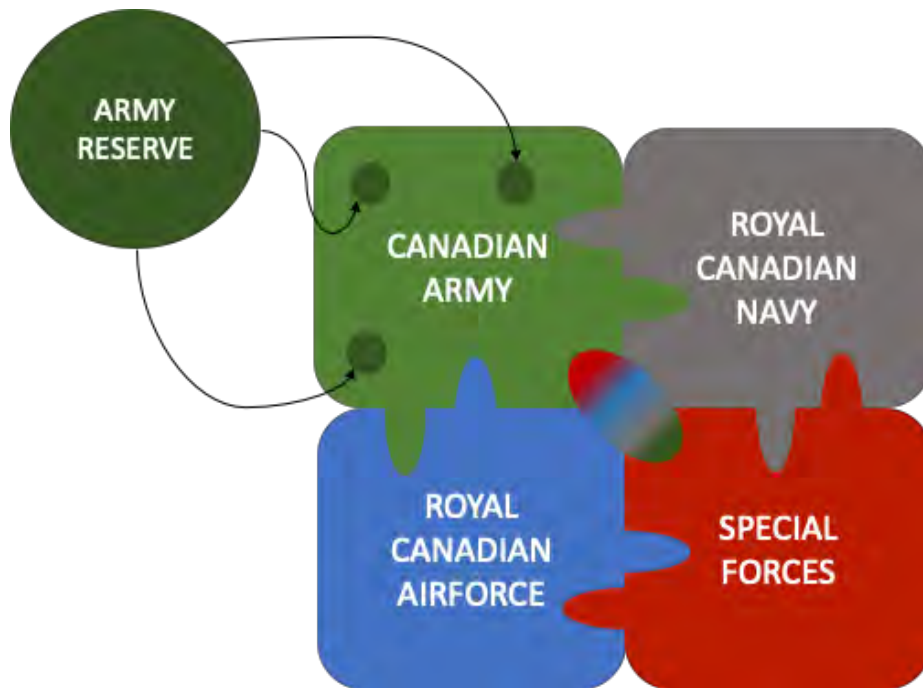 ARMY
RESERVE
CANADIAN
ARMY
ROYAL
CANADIAN
NAVY
ROYAL
CANADIAN
AIRFORCE
SPECIAL
FORCES